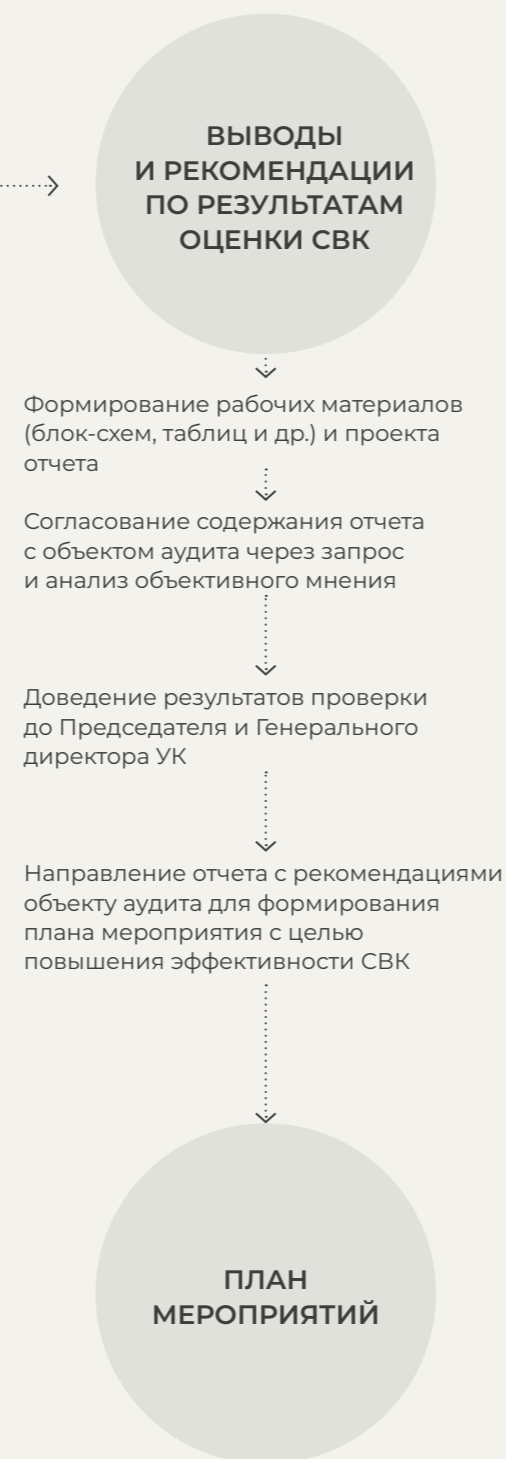 ВЫВОДЫ
И РЕКОМЕНДАЦИИ
ПО РЕЗУЛЬТАТАМ
ОЦЕНКИ СВК
Формирование рабочих материалов
(блок-схем, таблиц и др.) и проекта
отчета
Согласование содержания отчета
с объектом аудита через запрос
и анализ объективного мнения
Доведение результатов проверки
до Председателя и Генерального
директора УК
Направление отчета с рекомендациями
объекту аудита для формирования
плана мероприятия с целью
повышения эффективности СВК
ПЛАН
МЕРОПРИЯТИЙ